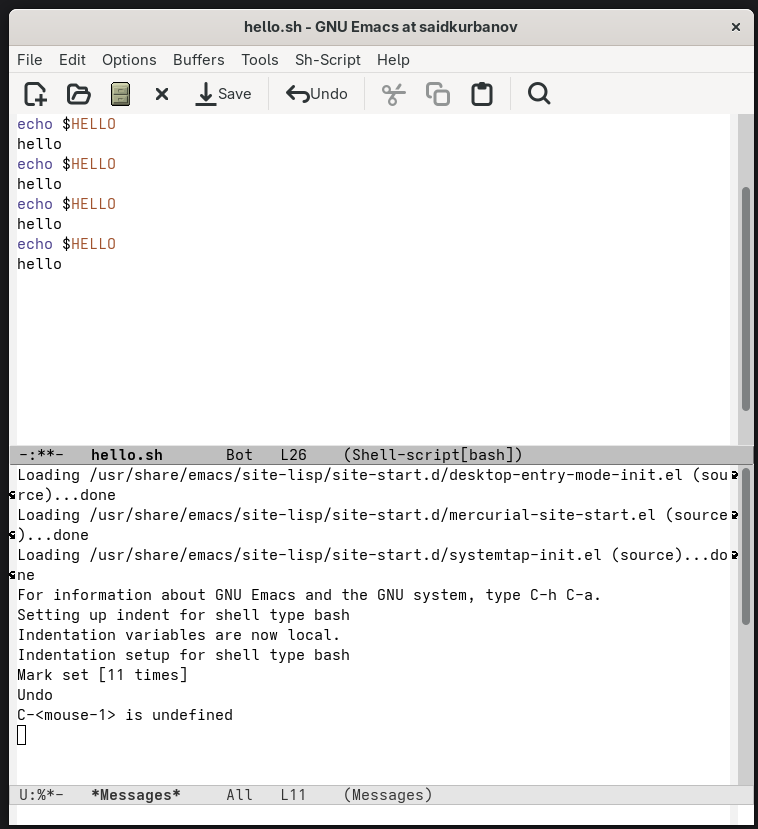 hello.sh - GNU Emacs at saidkurbanov
File Edit Options Buffers Tools Sh-Script Help
Save Undo
echo $HELLO
hello
echo $HELLO
hello
echo $HELLO
hello
echo $HELLO
hello
-:**- hello.sh Bot L26 (Shell-script[bash])
Loading /usr/share/emacs/site-lisp/site-start.d/desktop-entry-mode-init.el (sou
rce)...done
Loading /usr/share/emacs/site-lisp/site-start.d/mercurial-site-start.el (source
)...done
Loading /usr/share/emacs/site-lisp/site-start.d/systemtap-init.el (source)...do
ne
For information about GNU Emacs and the GNU system, type C-h C-a.
Setting up indent for shell type bash
Indentation variables are now local.
Indentation setup for shell type bash
Mark set [11 times]
Undo
C-<mouse-1> is undefined
U:%*- *Messages* All L11 (Messages)